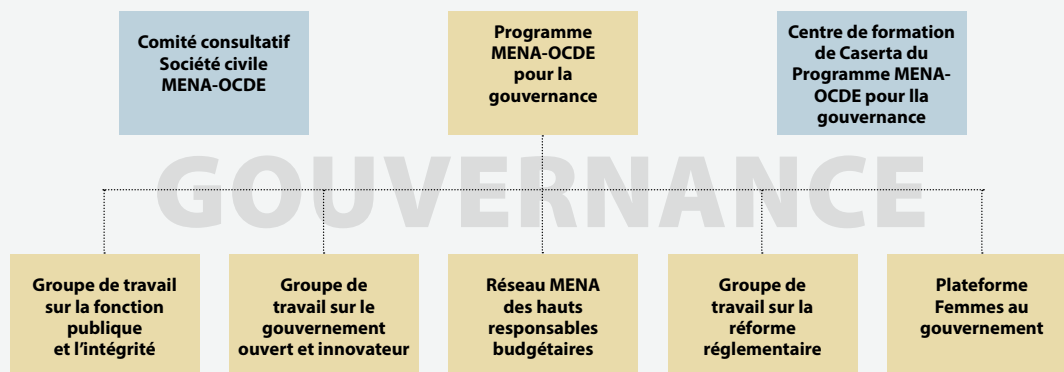 Comité consultatif
Société civile
MENA-OCDE
Programme
MENA-OCDE
pour la
gouvernance
Centre de formation
de Caserta du
Programme MENA-
OCDE pour lla
gouvernance
GOUVERNANCE
Groupe de travail
sur la fonction
publique
et l'intégrité
Groupe de
travail sur le
gouvernement
ouvert et innovateur
Réseau MENA
des hauts
responsables
budgétaires
Groupe de
travail sur la
réforme
réglementaire
Plateforme
Femmes au
gouvernement